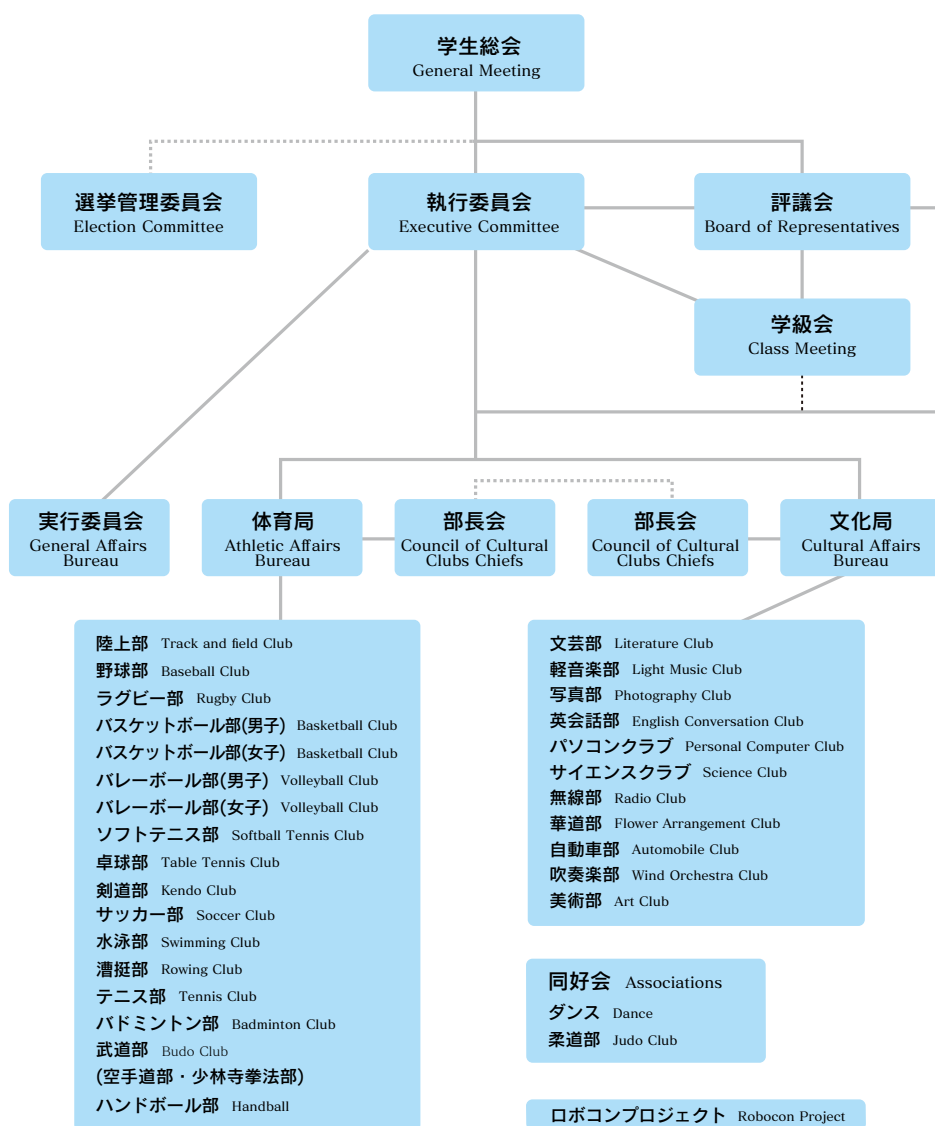 学生総会
General Meeting
選挙管理委員会
Election Committee
執行委員会
Executive Committee
評議会
Board of Representatives
学級会
Class Meeting
実行委員会
General Affairs
Bureau
体育局
Athletic Affairs
Bureau
部長会
Council of Cultural
Clubs Chiefs
部長会
Council of Cultural
Clubs Chiefs
文化局
Cultural Affairs
Bureau
陸上部 Track and field Club
野球部 Baseball Club
ラグビー部 Rugby Club
バスケットボール部(男子) Basketball Club
バスケットボール部(女子) Basketball Club
バレーボール部(男子) Volleyball Club
バレーボール部(女子) Volleyball Club
ソフトテニス部 Softball Tennis Club
卓球部 Table Tennis Club
剣道部 Kendo Club
サッカー部 Soccer Club
水泳部 Swimming Club
漕挺部 Rowing Club
テニス部 Tennis Club
バドミントン部 Badminton Club
武道部 Budo Club
(空手道部・少林寺拳法部)
ハンドボール部 Handball
文芸部 Literature Club
軽音楽部 Light Music Club
写真部 Photography Club
英会話部 English Conversation Club
パソコンクラブ Personal Computer Club
サイエンスクラブ Science Club
無線部 Radio Club
華道部 Flower Arrangement Club
自動車部 Automobile Club
吹奏楽部 Wind Orchestra Club
美術部 Art Club
同好会 Associations
ダンス Dance
柔道部 Judo Club
ロボコンプロジェクト Robocon Project